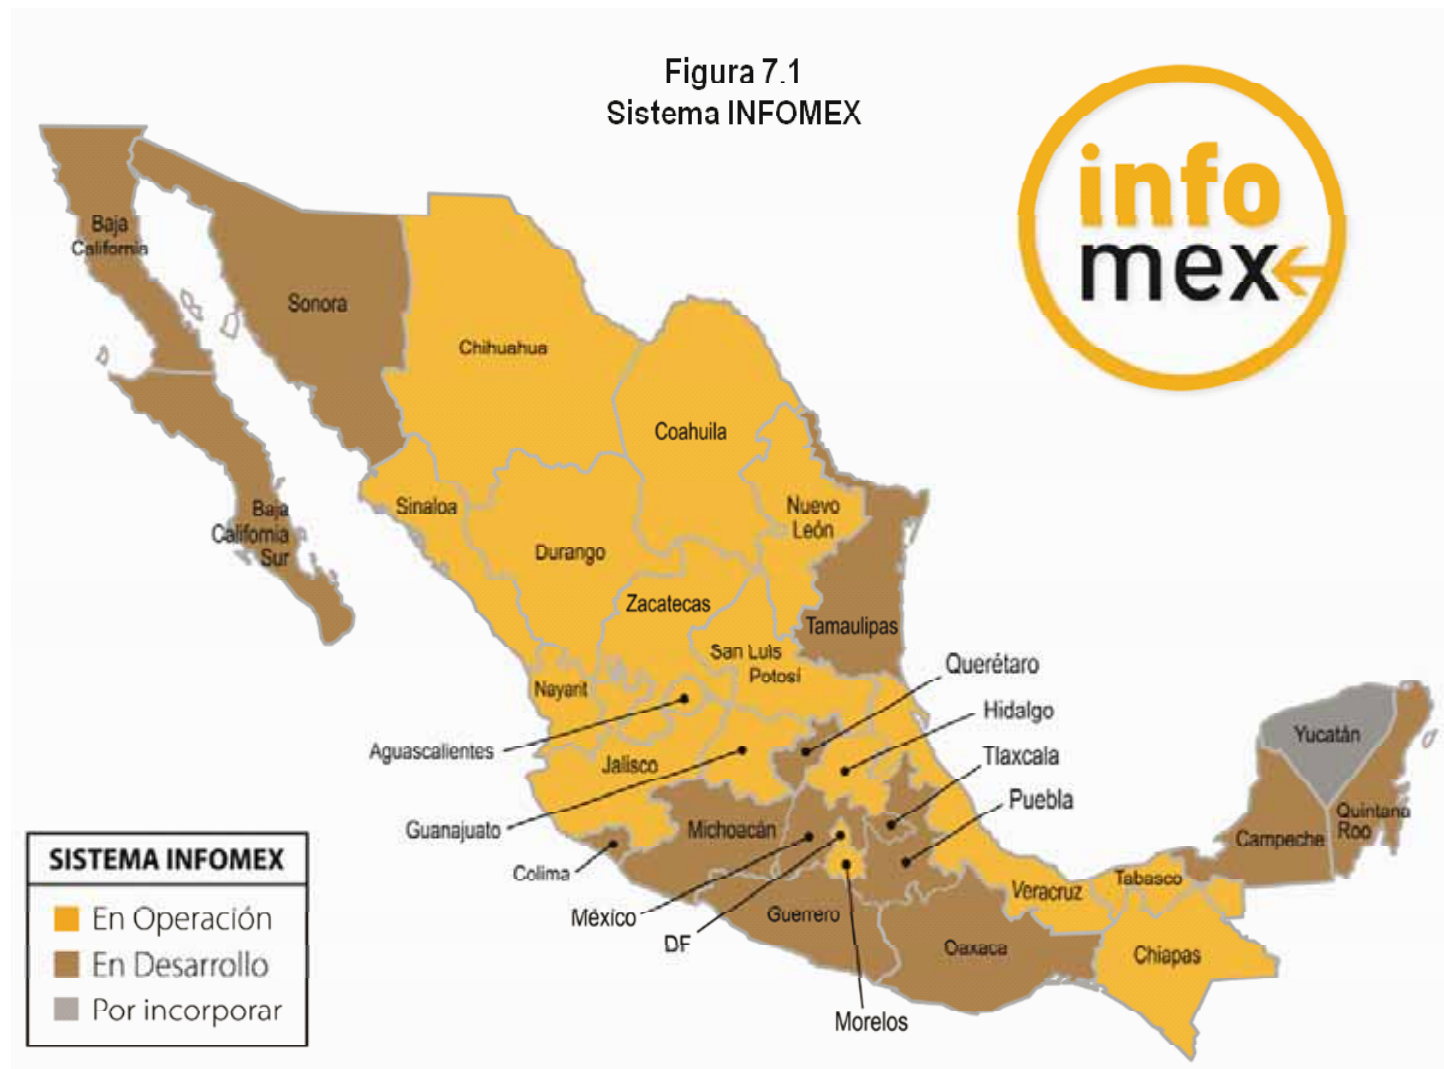 Figura 7.1
Sistema INFOMEX
info
mex
Baja
California
Sonora
Chihuahua
Coahuila
Sinaloa
Nuevo
León
Baja
California
Sur
Durango
Zacatecas
Tamaulipas
San Luis
Potosí
Querétaro
Nayarit
Hidalgo
Yucatán
Aguascalientes
Tlaxcala
Jalisco
Puebla
Quintana
Roo
Guanajuato
Michoacán
Campeche
Colima
Tabasco
Veracruz
México
Guerrero
DF
Oaxaca
Chiapas
Morelos
SISTEMA INFOMEX
En Operación
En Desarrollo
Por incorporar